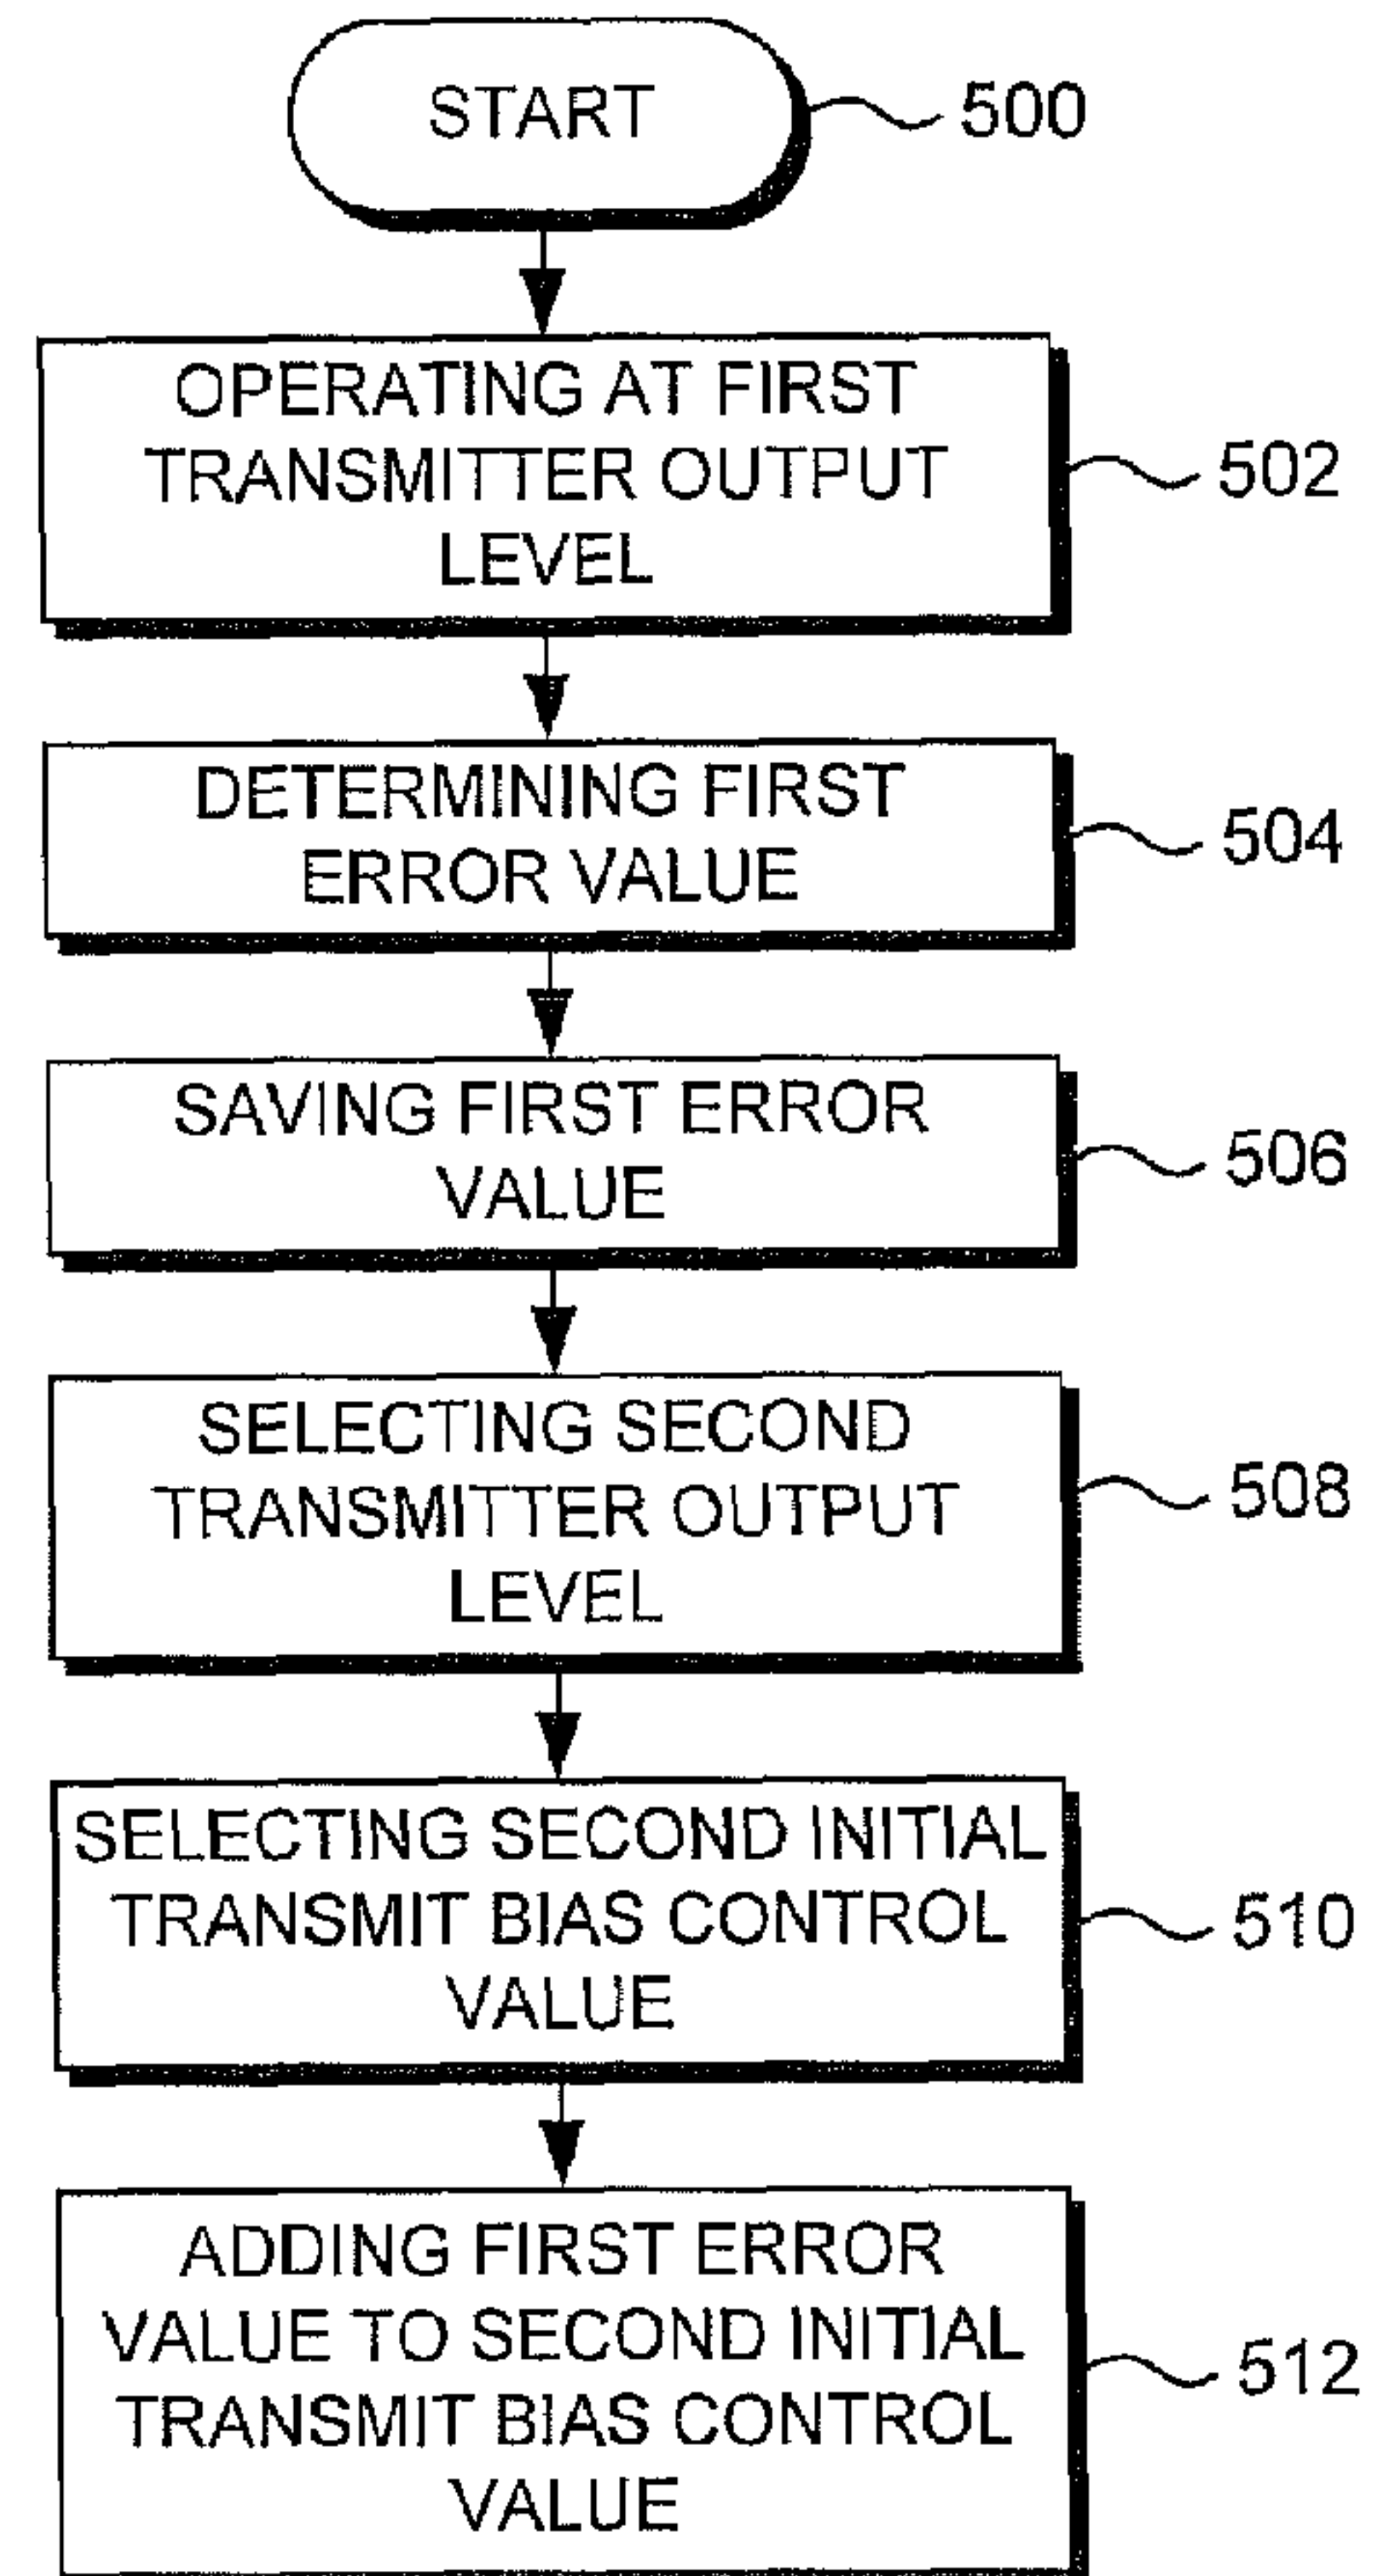 START
500
OPERATING AT FIRST
TRANSMITTER OUTPUT
LEVEL
502
DETERMINING FIRST
ERROR VALUE
504
SAVING FIRST ERROR
VALUE
506
SELECTING SECOND
TRANSMITTER OUTPUT
LEVEL
508
SELECTING SECOND INITIAL
TRANSMIT BIAS CONTROL
VALUE
510
ADDING FIRST ERROR
VALUE TO SECOND INITIAL
TRANSMIT BIAS CONTROL
VALUE
512